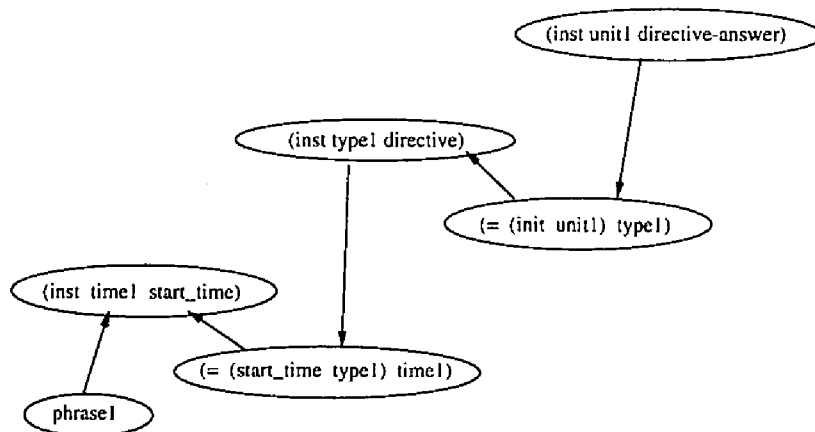 (inst unit1 directive-answer)
(inst type1 directive)
(= (init unit1) type1)
(inst time1 start_time)
(= (start_time type1) time1)
phrase1